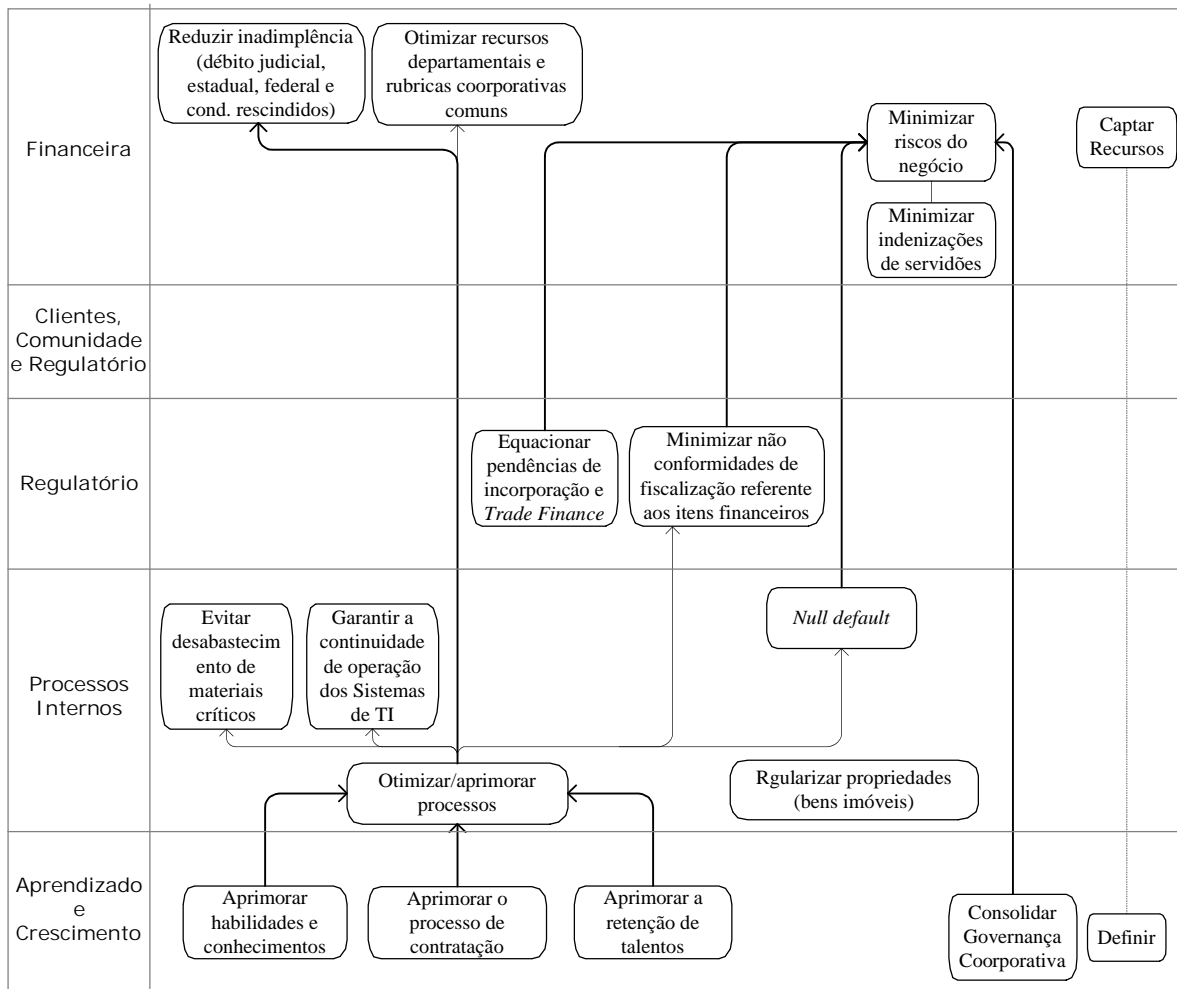 Financeira
Reduzir inadimplência
(débito judicial,
estadual, federal e
cond. rescindidos)
Otimizar recursos
departamentais e
rubricas coorporativas
comuns
Minimizar
riscos do
negócio
Captar
Recursos
Minimizar
indenizações
de servidões
Clientes,
Comunidade
e Regulatório
Regulatório
Equacionar
pendências de
incorporação e
Trade Finance
Minimizar não
conformidades de
fiscalização referente
aos itens financeiros
Processos
Internos
Evitar
desabastecim
ento de
materiais
críticos
Garantir a
continuidade
de operação
dos Sistemas
de TI
Null default
Otimizar/aprimorar
processos
Rgularizar propriedades
(bens imóveis)
Aprendizado
e
Crescimento
Aprimorar
habilidades e
conhecimentos
Aprimorar o
processo de
contratação
Aprimorar a
retenção de
talentos
Consolidar
Governança
Coorporativa
Definir